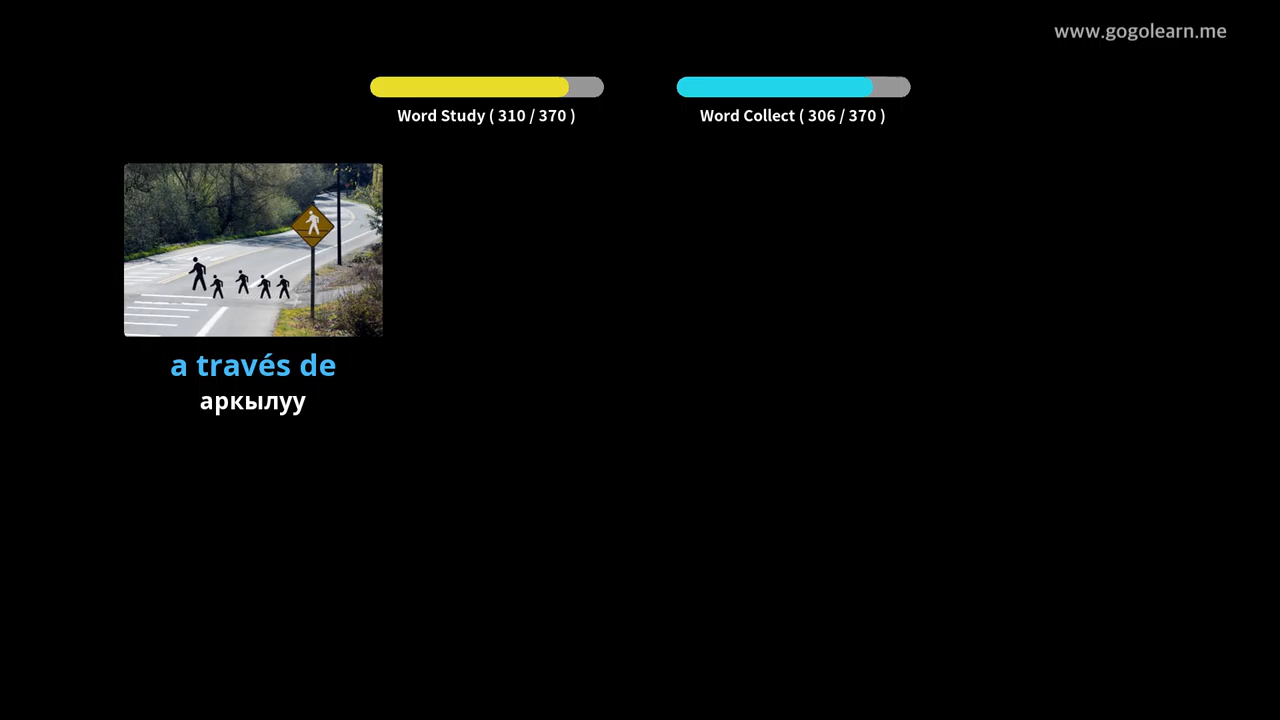 www.gogolearn.me
Word Study ( 310 / 370 )
Word Collect ( 306 / 370 )
a través de
аркылуу